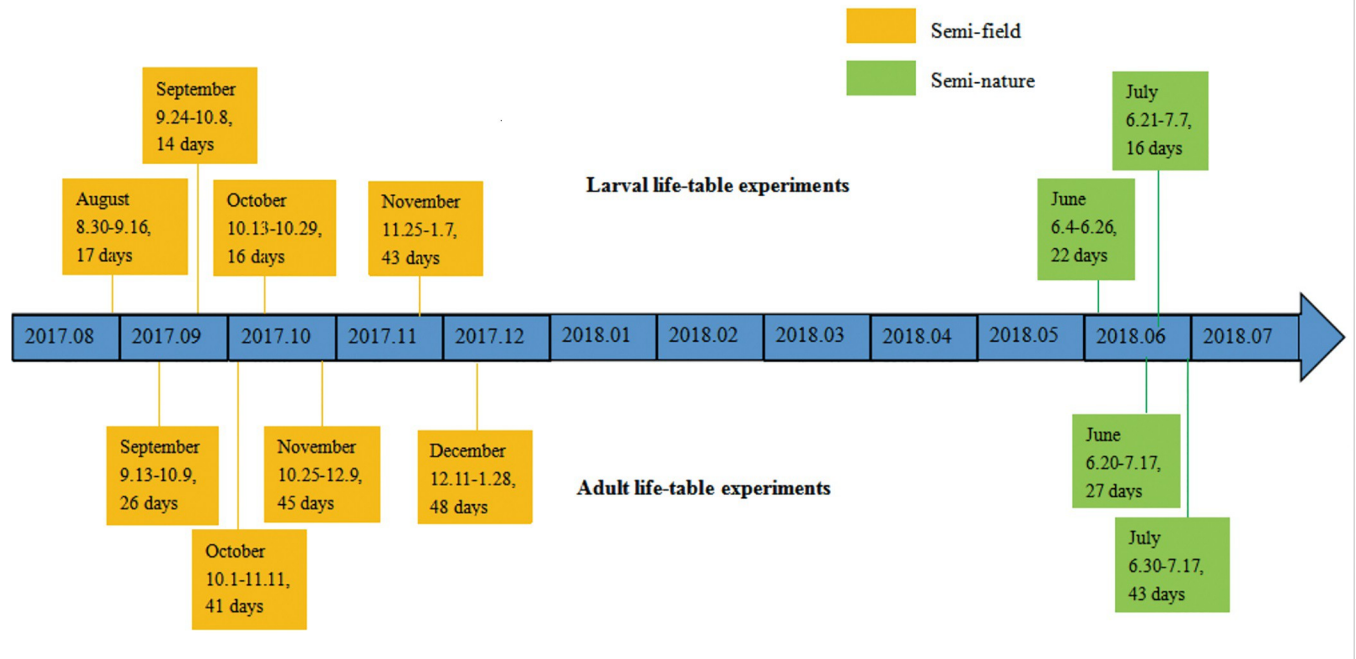 Semi-field
Semi-nature
September
9.24-10.8,
14 days
July
6.21-7.7,
16 days
August
8.30-9.16,
17 days
October
10.13-10.29,
16 days
November
11.25-1.7,
43 days
Larval life-table experiments
June
6.4-6.26,
22 days
2017.08
2017.09
2017.10
2017.11
2017.12
2018.01
2018.02
2018.03
2018.04
2018.05
2018.06
2018.07
September
9.13-10.9,
26 days
November
10.25-12.9,
45 days
December
12.11-1.28,
48 days
Adult life-table experiments
June
6.20-7.17,
27 days
October
10.1-11.11,
41 days
July
6.30-7.17,
43 days